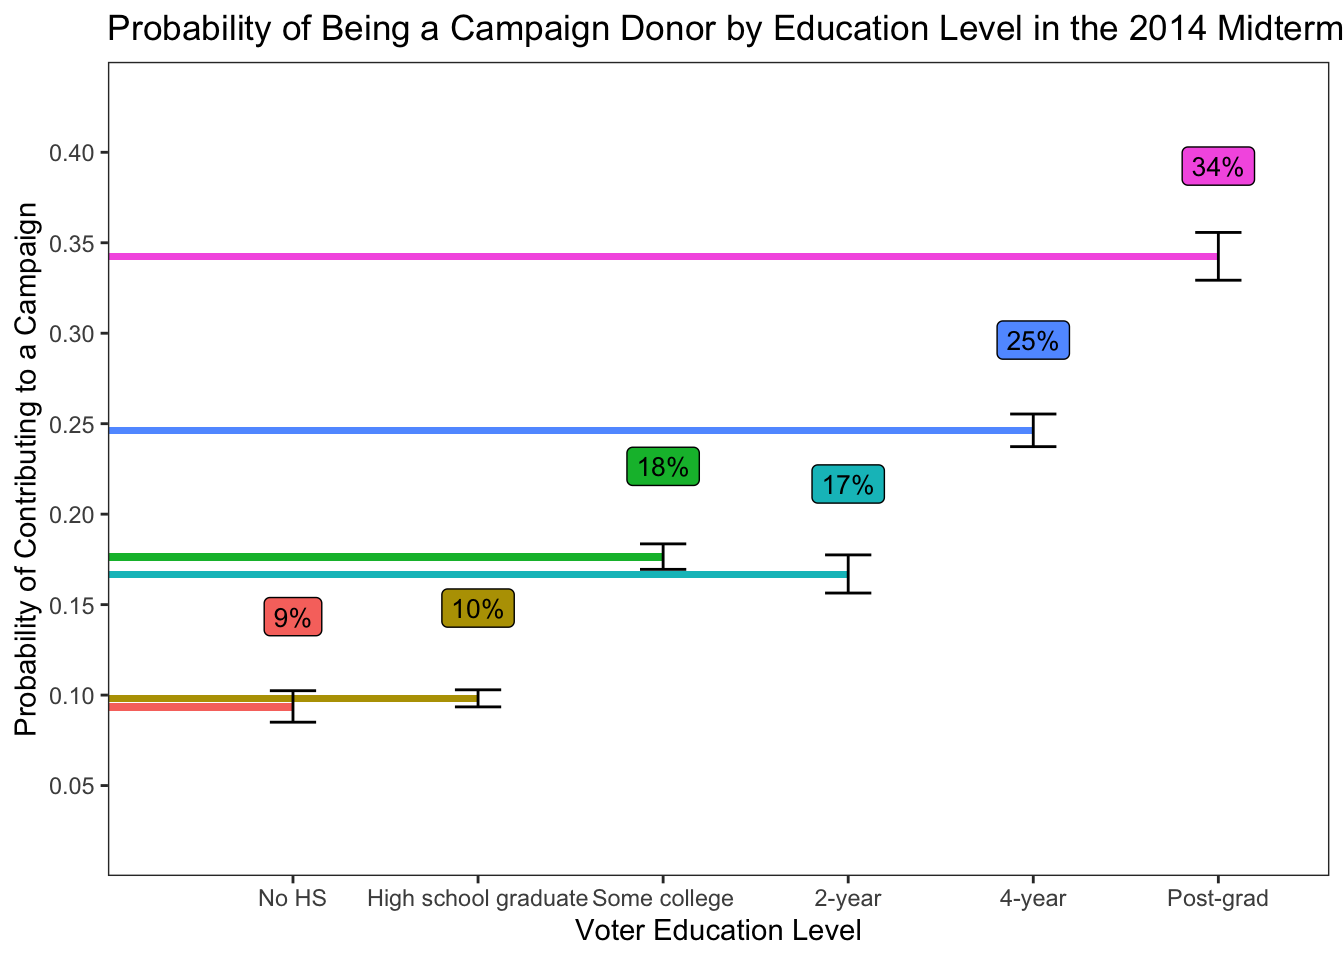 Probability of Being a Campaign Donor by Education Level in the 2014 Midterm
Probability of Contributing to a Campaign
0.40
0.35
0.30
0.25
0.20
0.15
0.10
0.05
34%
25%
18%
17%
10%
9%
No HS
High school graduate
Some college
2-year
4-year
Post-grad
Voter Education Level